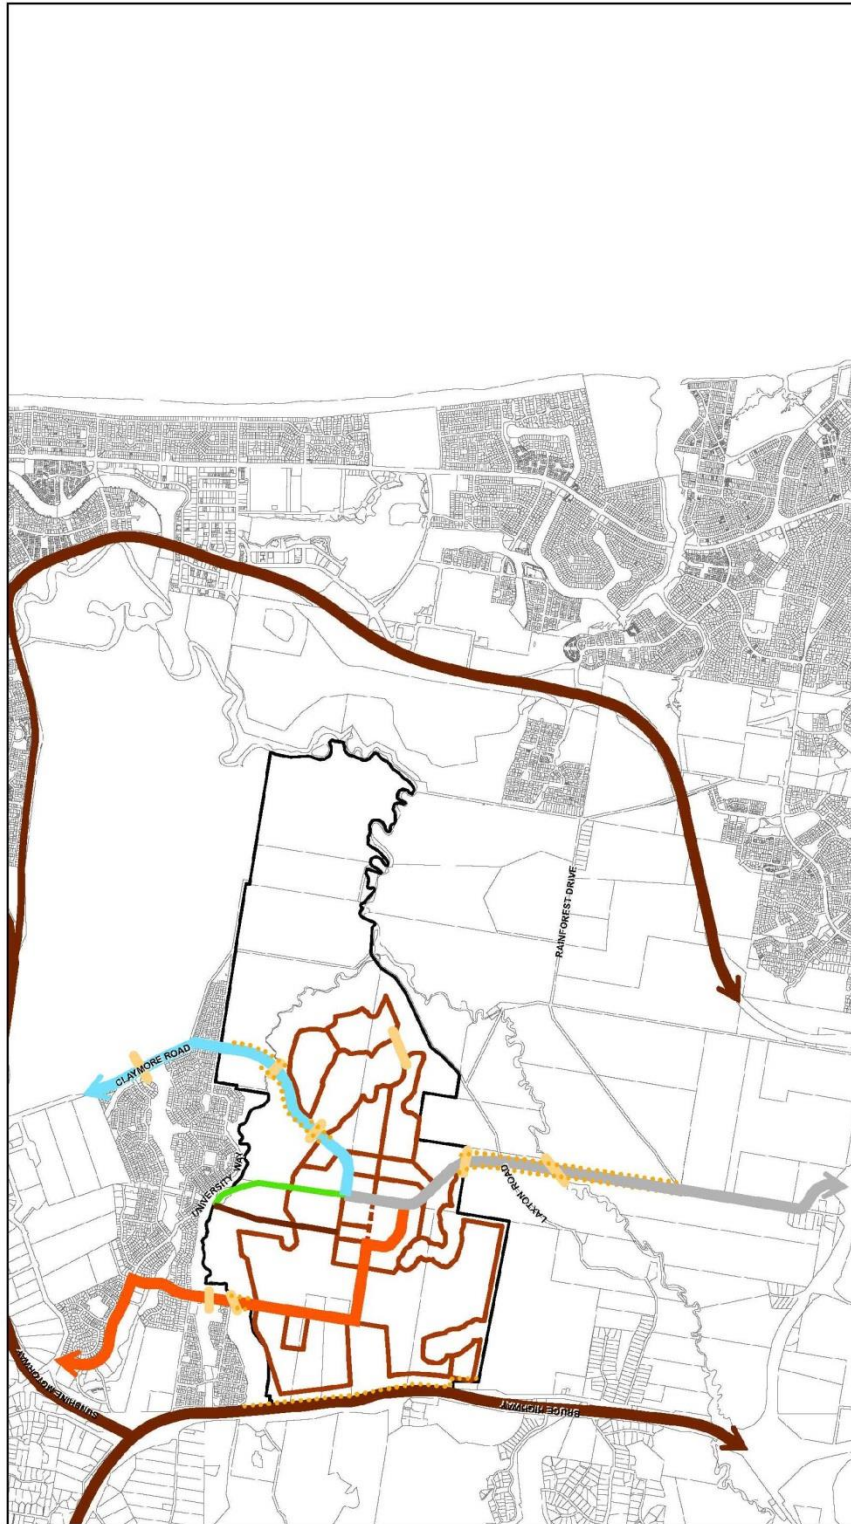 RAINFOREST DRIVE
CLAYMORE ROAD
UNIVERSITY WAY
LAXTON ROAD
SUNSHINE MOTORWAY
BRUCE HIGHWAY